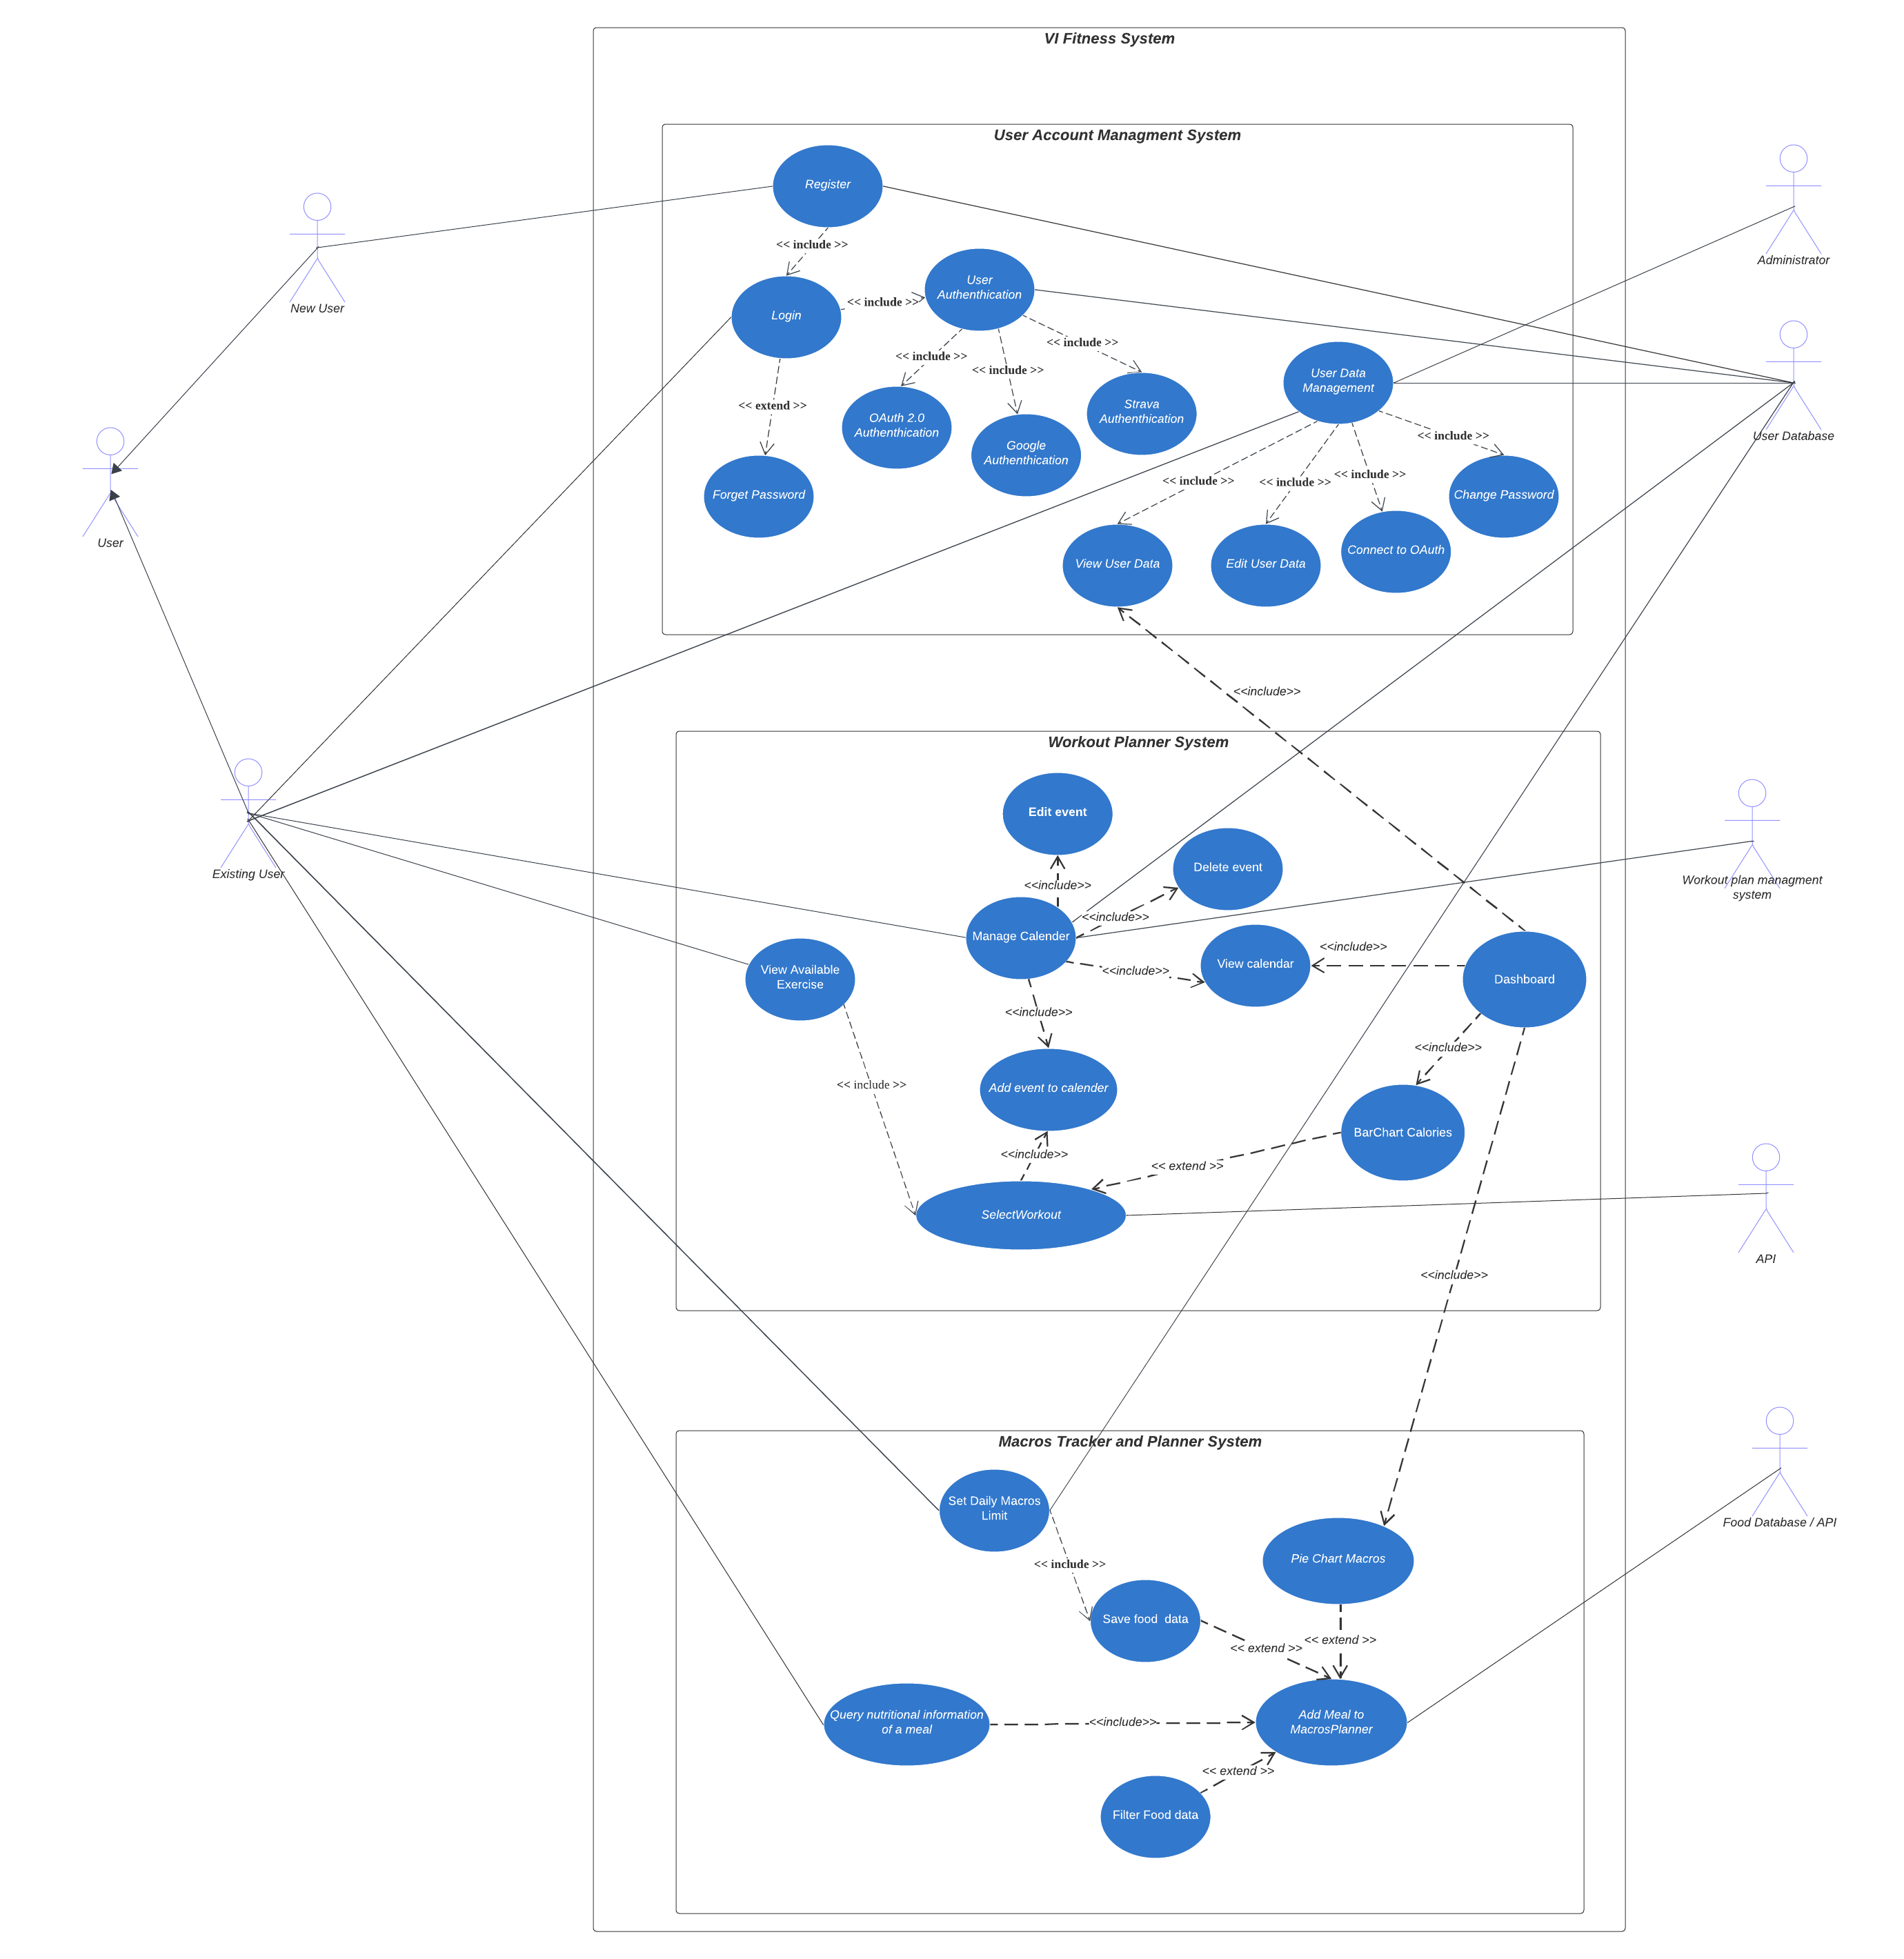 VI Fitness System
User Account Managment System
Register
New User
<< include >>
Login
<< include >>
User
Authenthication
<< include >>
<< include >>
<< include >>
<< extend >>
OAuth 2.0
Authenthication
Google
Authenthication
Strava
Authenthication
Forget Password
User Data
Management
<< include >>
<< include >>
<< include >>
<< include >>
View User Data
Edit User Data
Connect to OAuth
Change Password
Administrator
User Database
User
<<include>>
Workout Planner System
Existing User
Edit event
Delete event
<<include>>
<<include>>
Manage Calender
<<include>>
View calendar
<<include>>
Dashboard
Workout plan managment
system
View Available
Exercise
<<include>>
<<include>>
<< include >>
Add event to calender
BarChart Calories
<<include>>
<< extend >>
SelectWorkout
API
<<include>>
Macros Tracker and Planner System
Set Daily Macros
Limit
Food Database / API
<< include >>
Pie Chart Macros
Save food  data
<< extend >>
<< extend >>
Query nutritional information
of a meal
<<include>>
Add Meal to
MacrosPlanner
<< extend >>
Filter Food data